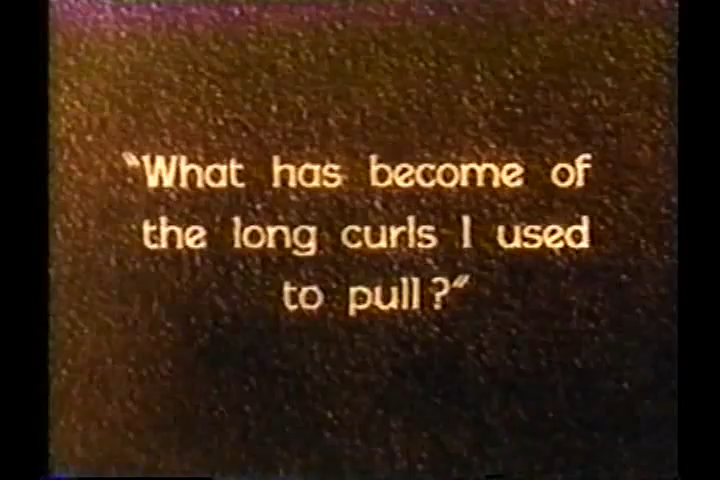 "What has become of
the long curls I used
to pull?"